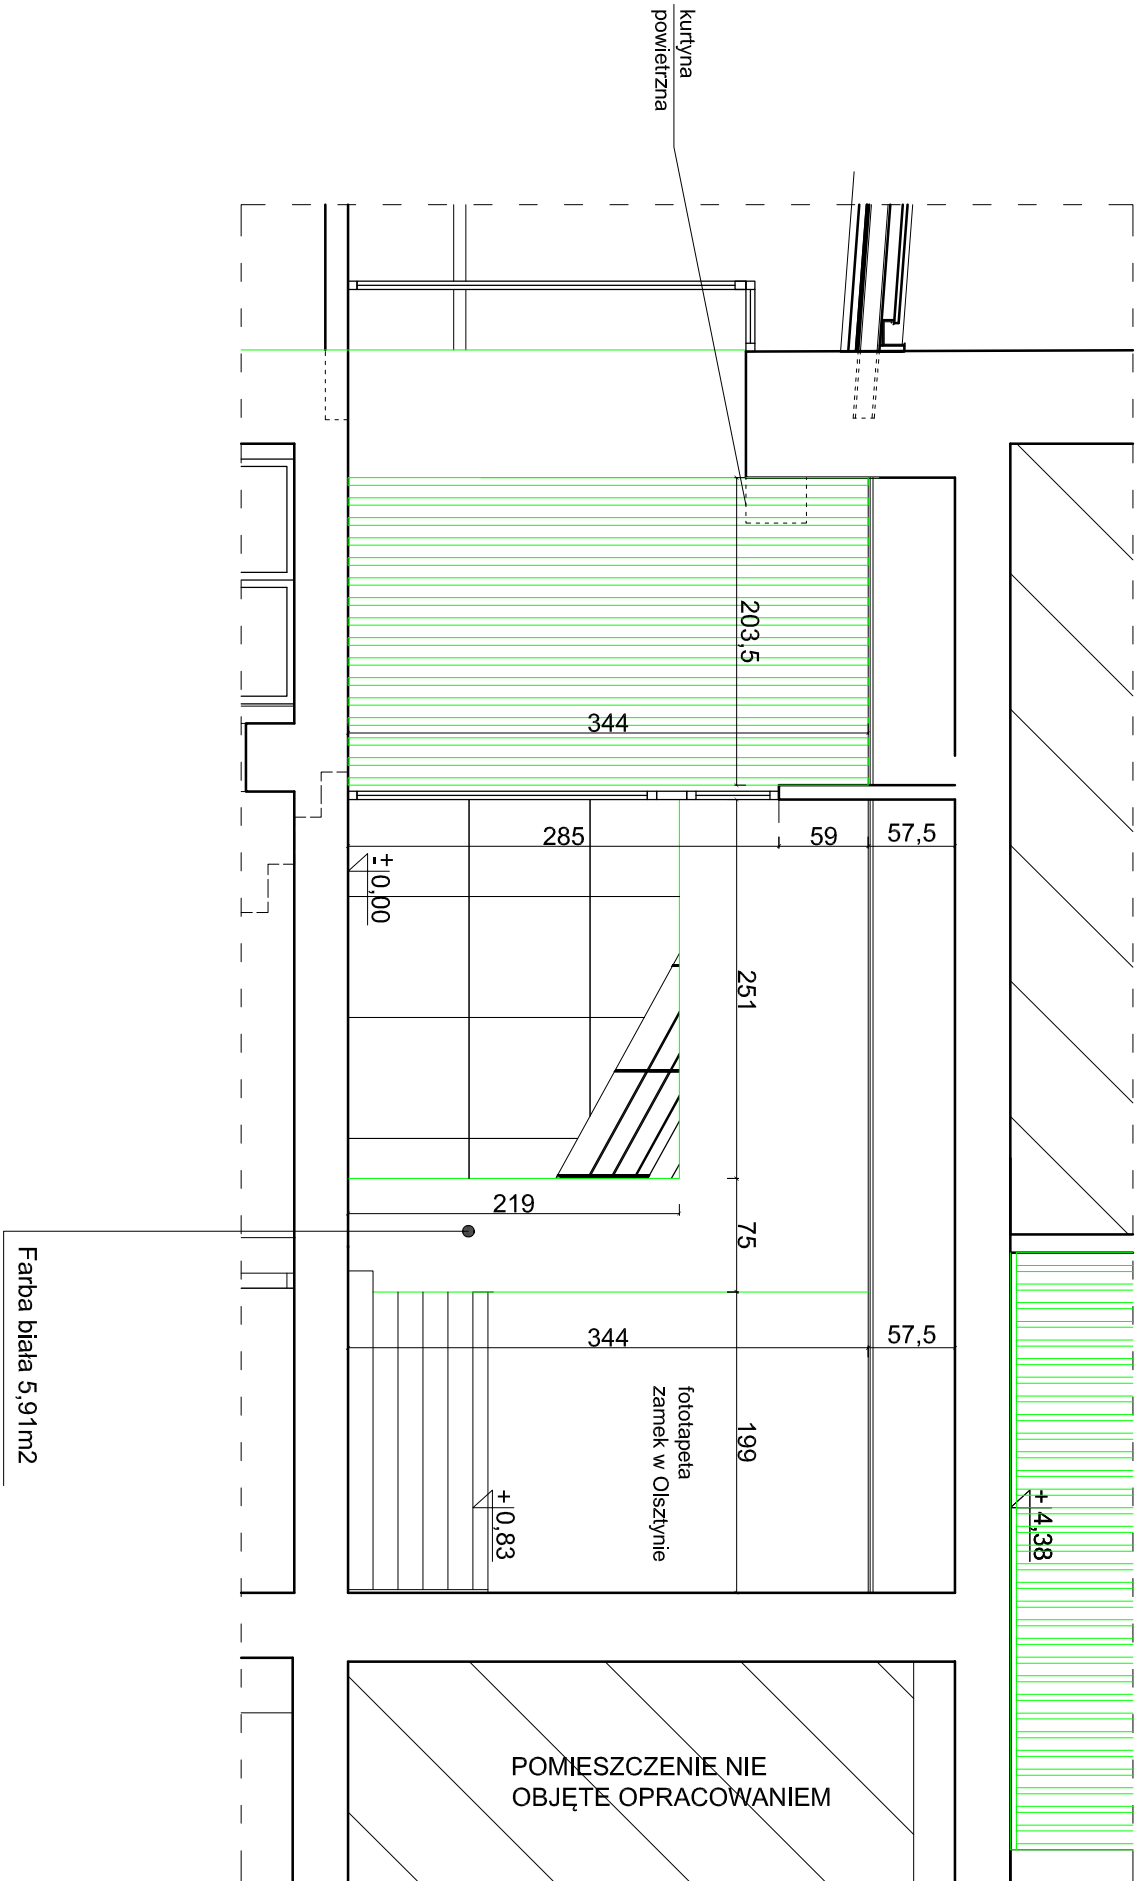 kurtyna
powietrzna
203,5
344
285
59
57,5
+
- 0,00
251
219
75
344
57,5
fototapeta
zamek w Olsztynie
199
+ 0,83
+ 4,38
Farba biała 5,91m2
POMIESZCZENIE NIE
OBJĘTE OPRACOWANIEM